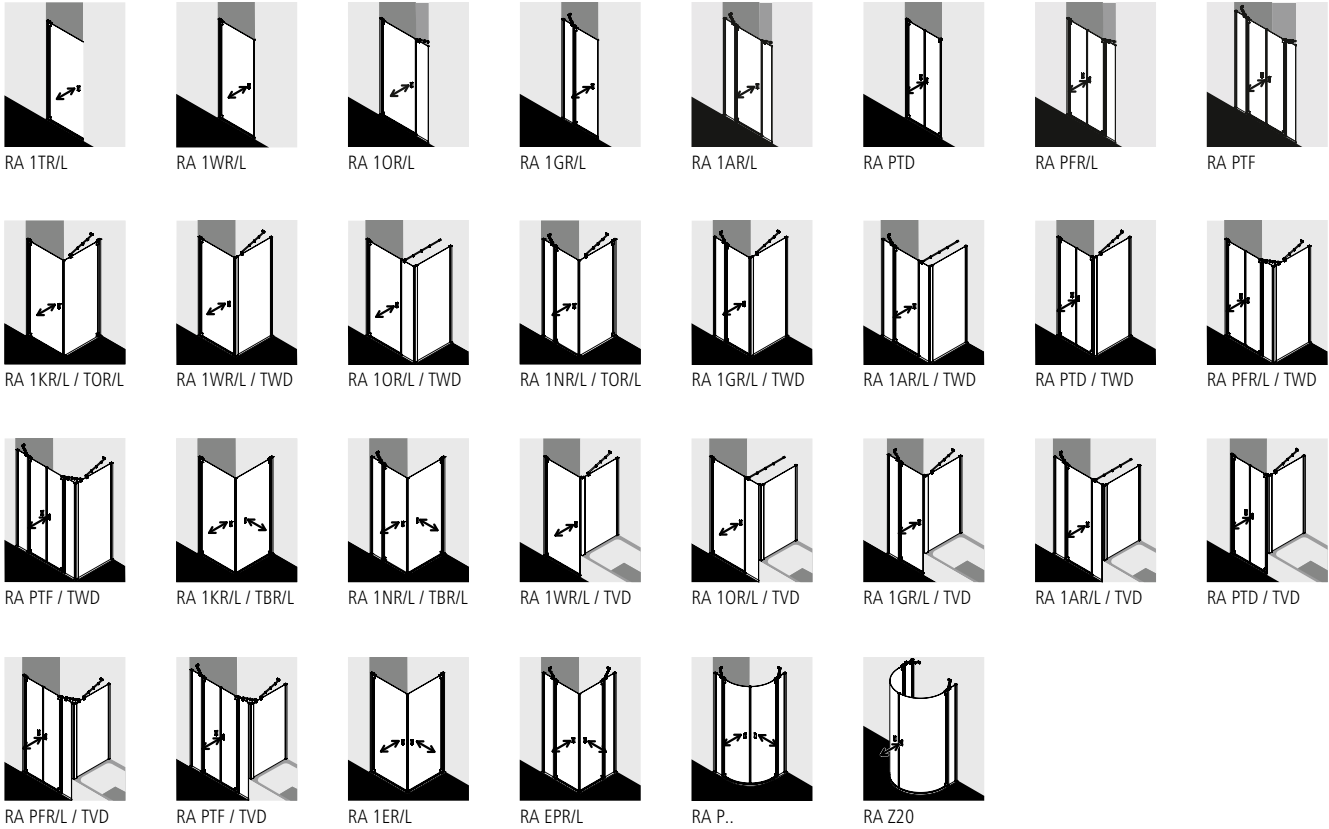 RA 1TR/L
RA 1WR/L
RA 1OR/L
RA 1GR/L
RA 1AR/L
RA PTD
RA PFR/L
RA PTF
RA 1KR/L / TOR/L
RA 1WR/L / TWD
RA 1OR/L / TWD
RA 1NR/L / TOR/L
RA 1GR/L / TWD
RA 1AR/L / TWD
RA PTD / TWD
RA PFR/L / TWD
RA PTF / TWD
RA 1KR/L / TBR/L
RA 1NR/L / TBR/L
RA 1WR/L / TVD
RA 1OR/L / TVD
RA 1GR/L / TVD
RA 1AR/L / TVD
RA PTD / TVD
RA PFR/L / TVD
RA PTF / TVD
RA 1ER/L
RA EPR/L
RA P..
RA Z20